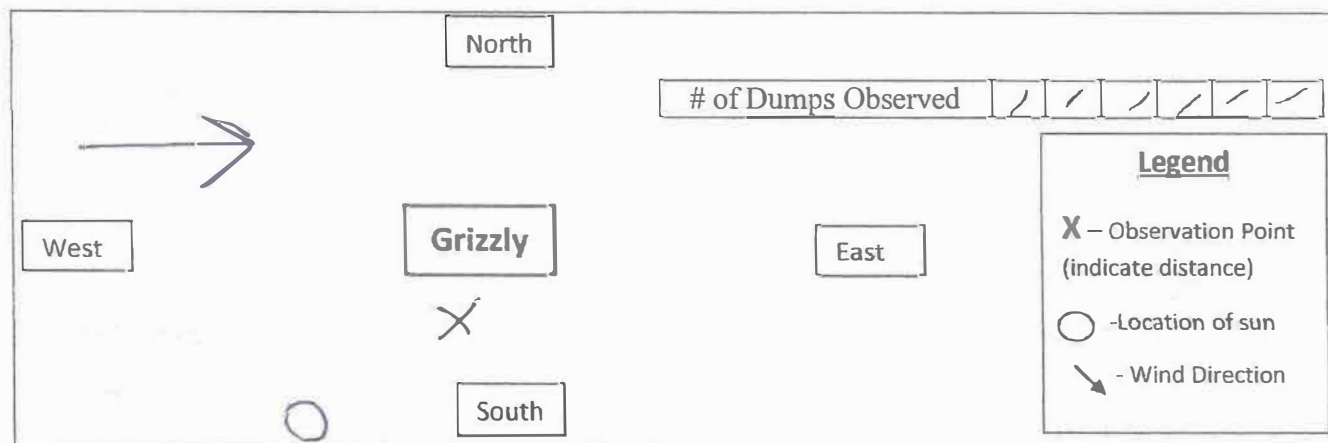 North
# of Dumps Observed / / / / / /
Legend
X – Observation Point
(indicate distance)
-Location of sun
- Wind Direction
West
Grizzly
East
X
South